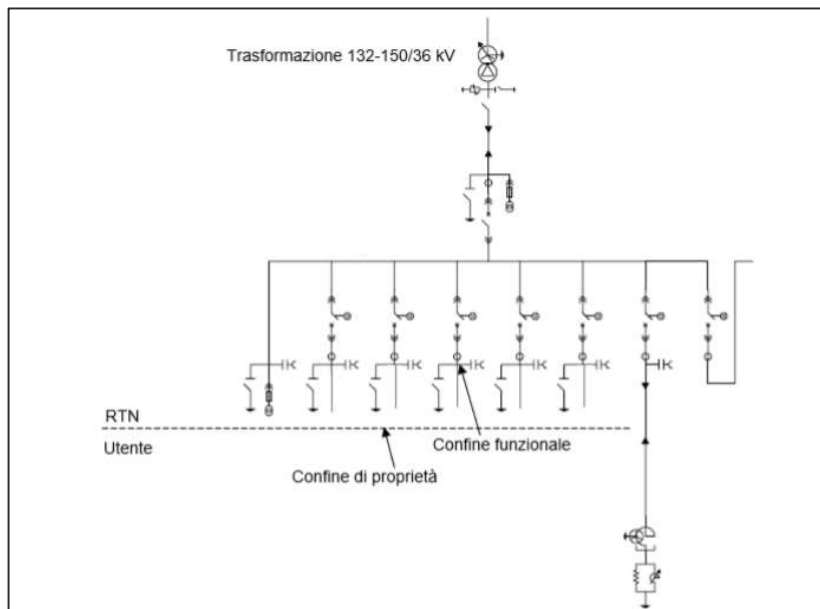 Trasformazione 132-150/36 kV
RTN
Utente
Confine funzionale
Confine di proprietà